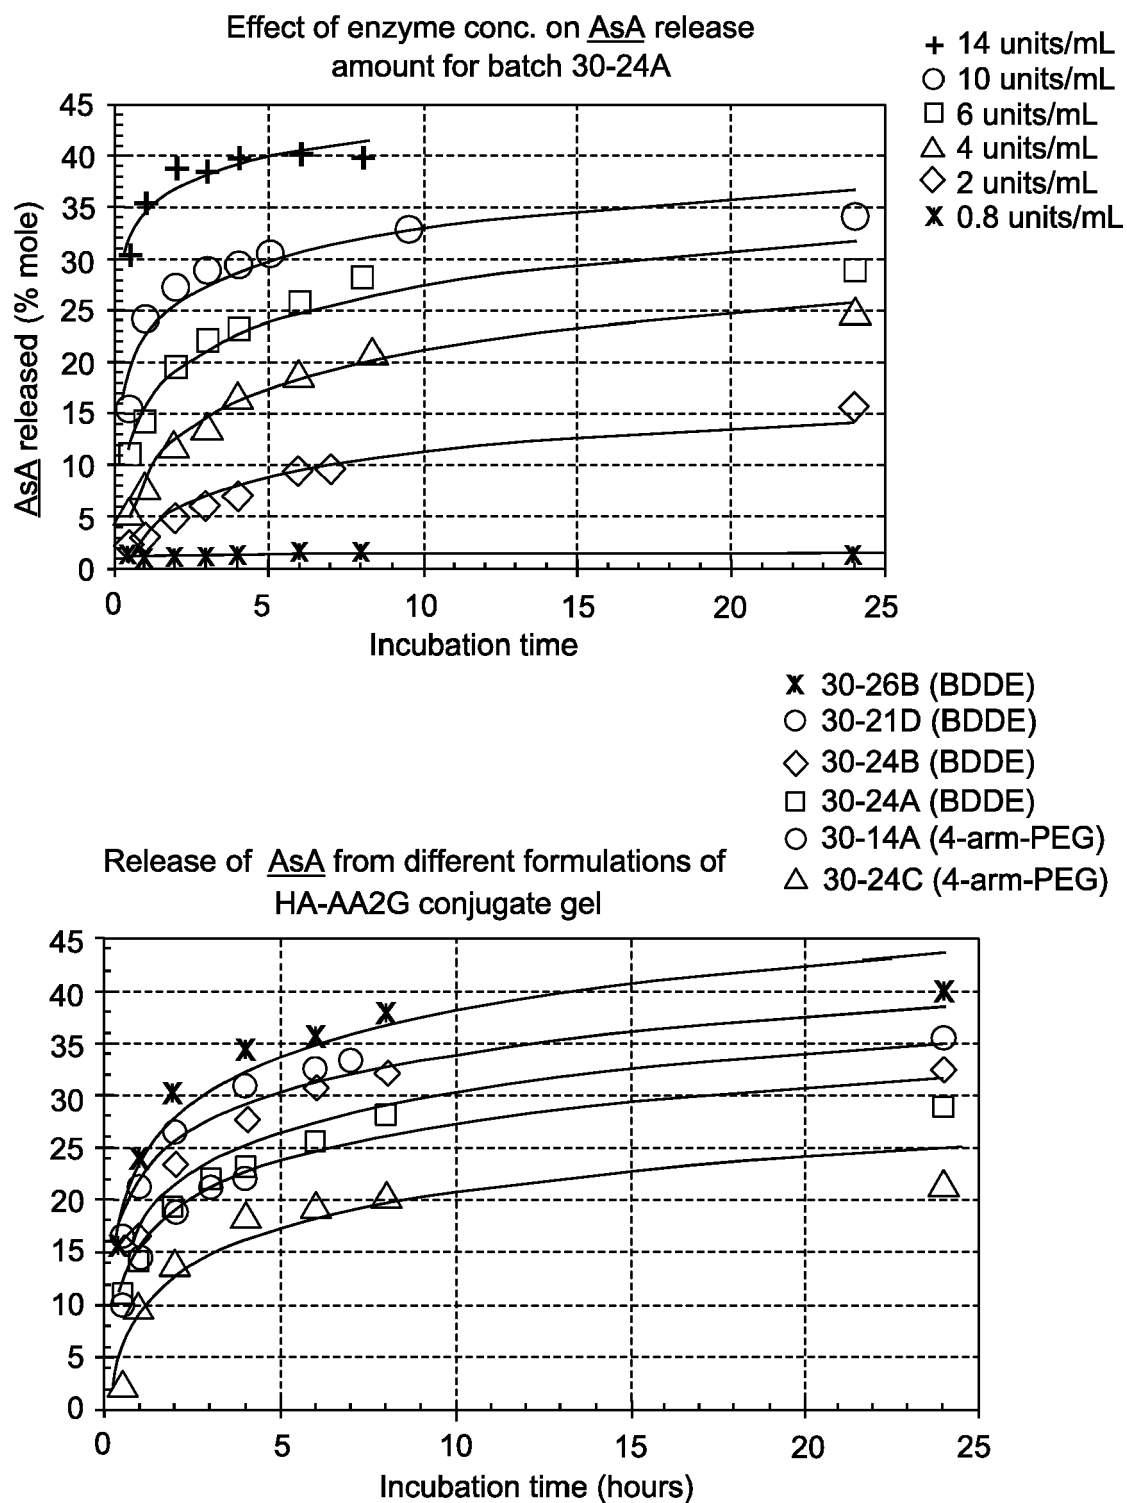 Effect of enzyme conc. on AsA release
amount for batch 30-24A
14 units/mL
10 units/mL
6 units/mL
4 units/mL
2 units/mL
0.8 units/mL
AsA released (% mole)
45
40
35
30
25
20
15
10
5
0
0 5 10 15 20 25
Incubation time
30-26B (BDDE)
30-21D (BDDE)
30-24B (BDDE)
30-24A (BDDE)
30-14A (4-arm-PEG)
30-24C (4-arm-PEG)
Release of AsA from different formulations of
HA-AA2G conjugate gel
45
40
35
30
25
20
15
10
5
0
0 5 10 15 20 25
Incubation time (hours)